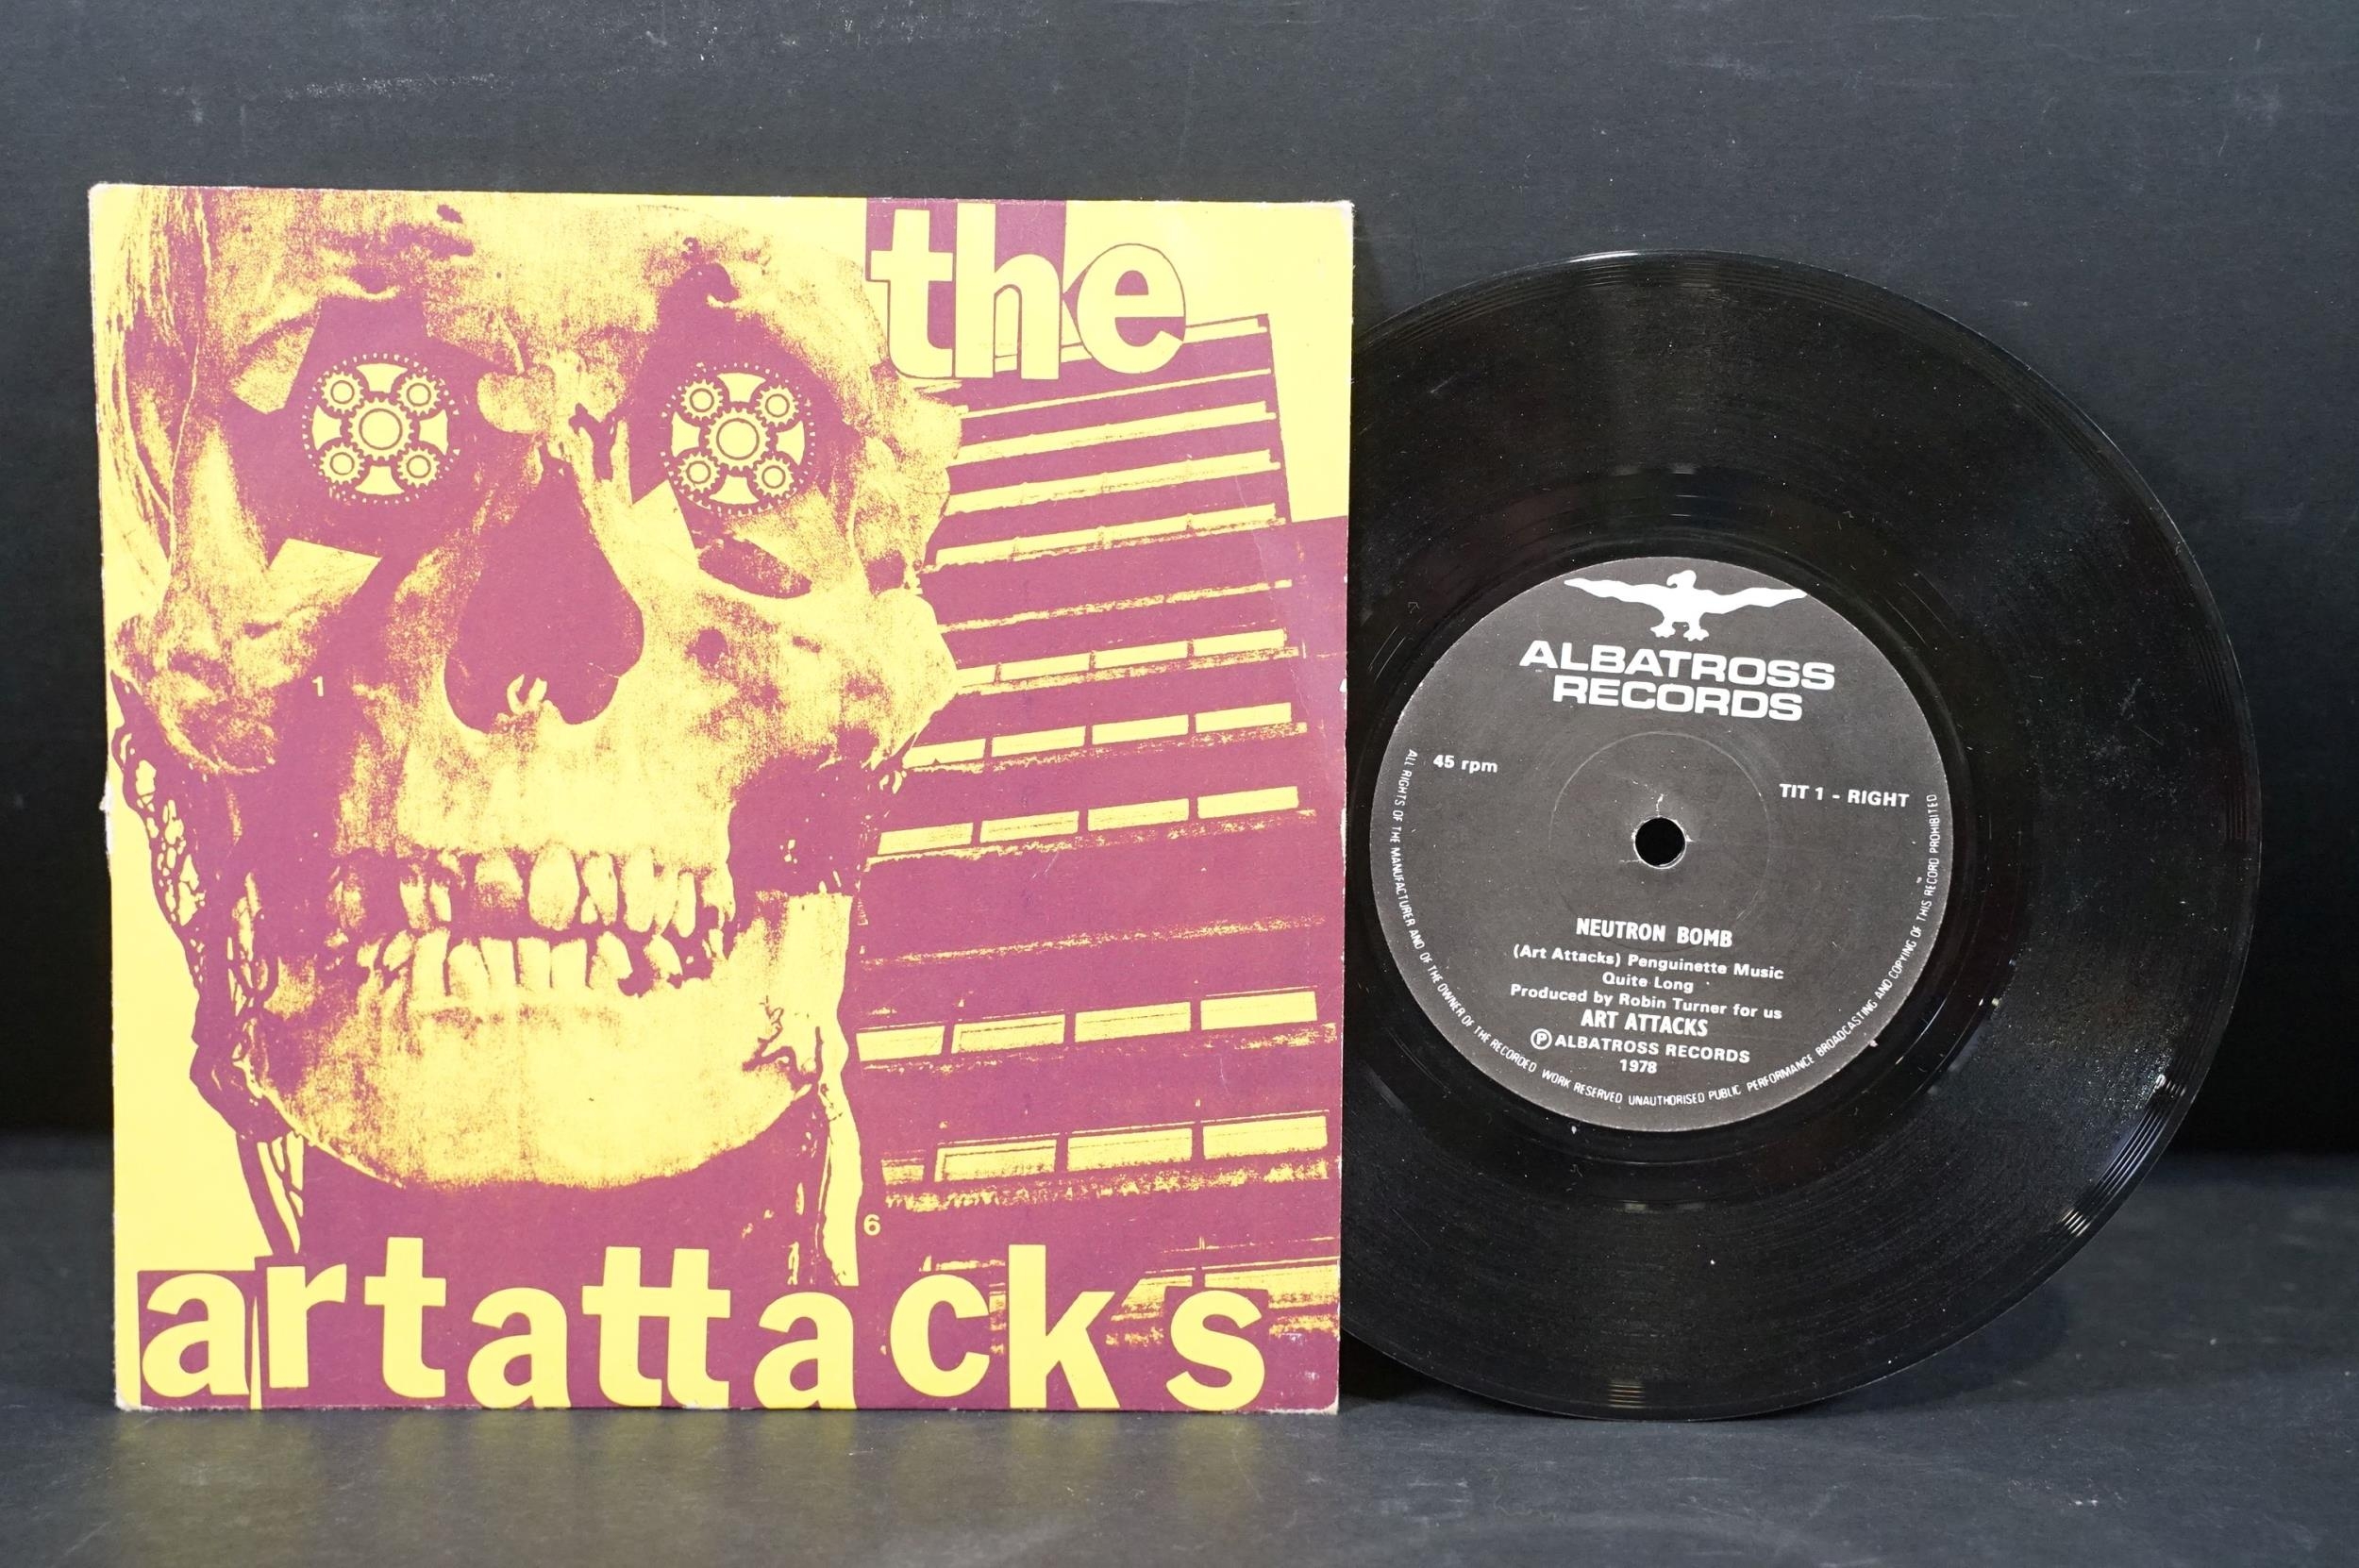 the
1
6
artattacks
ALBATROSS
RECORDS
45 rpm
TIT 1 - RIGHT
NEUTRON BOMB
(Art Attacks) Penguinette Music
Quite Long
Produced by Robin Turner for us
ART ATTACKS
Ⓟ ALBATROSS RECORDS
1978
ALL RIGHTS OF THE MANUFACTURER AND OF THE OWNER OF THE RECORDED WORK RESERVED UNAUTHORISED PUBLIC PERFORMANCE BROADCASTING AND COPYING OF THIS RECORD PROHIBITED